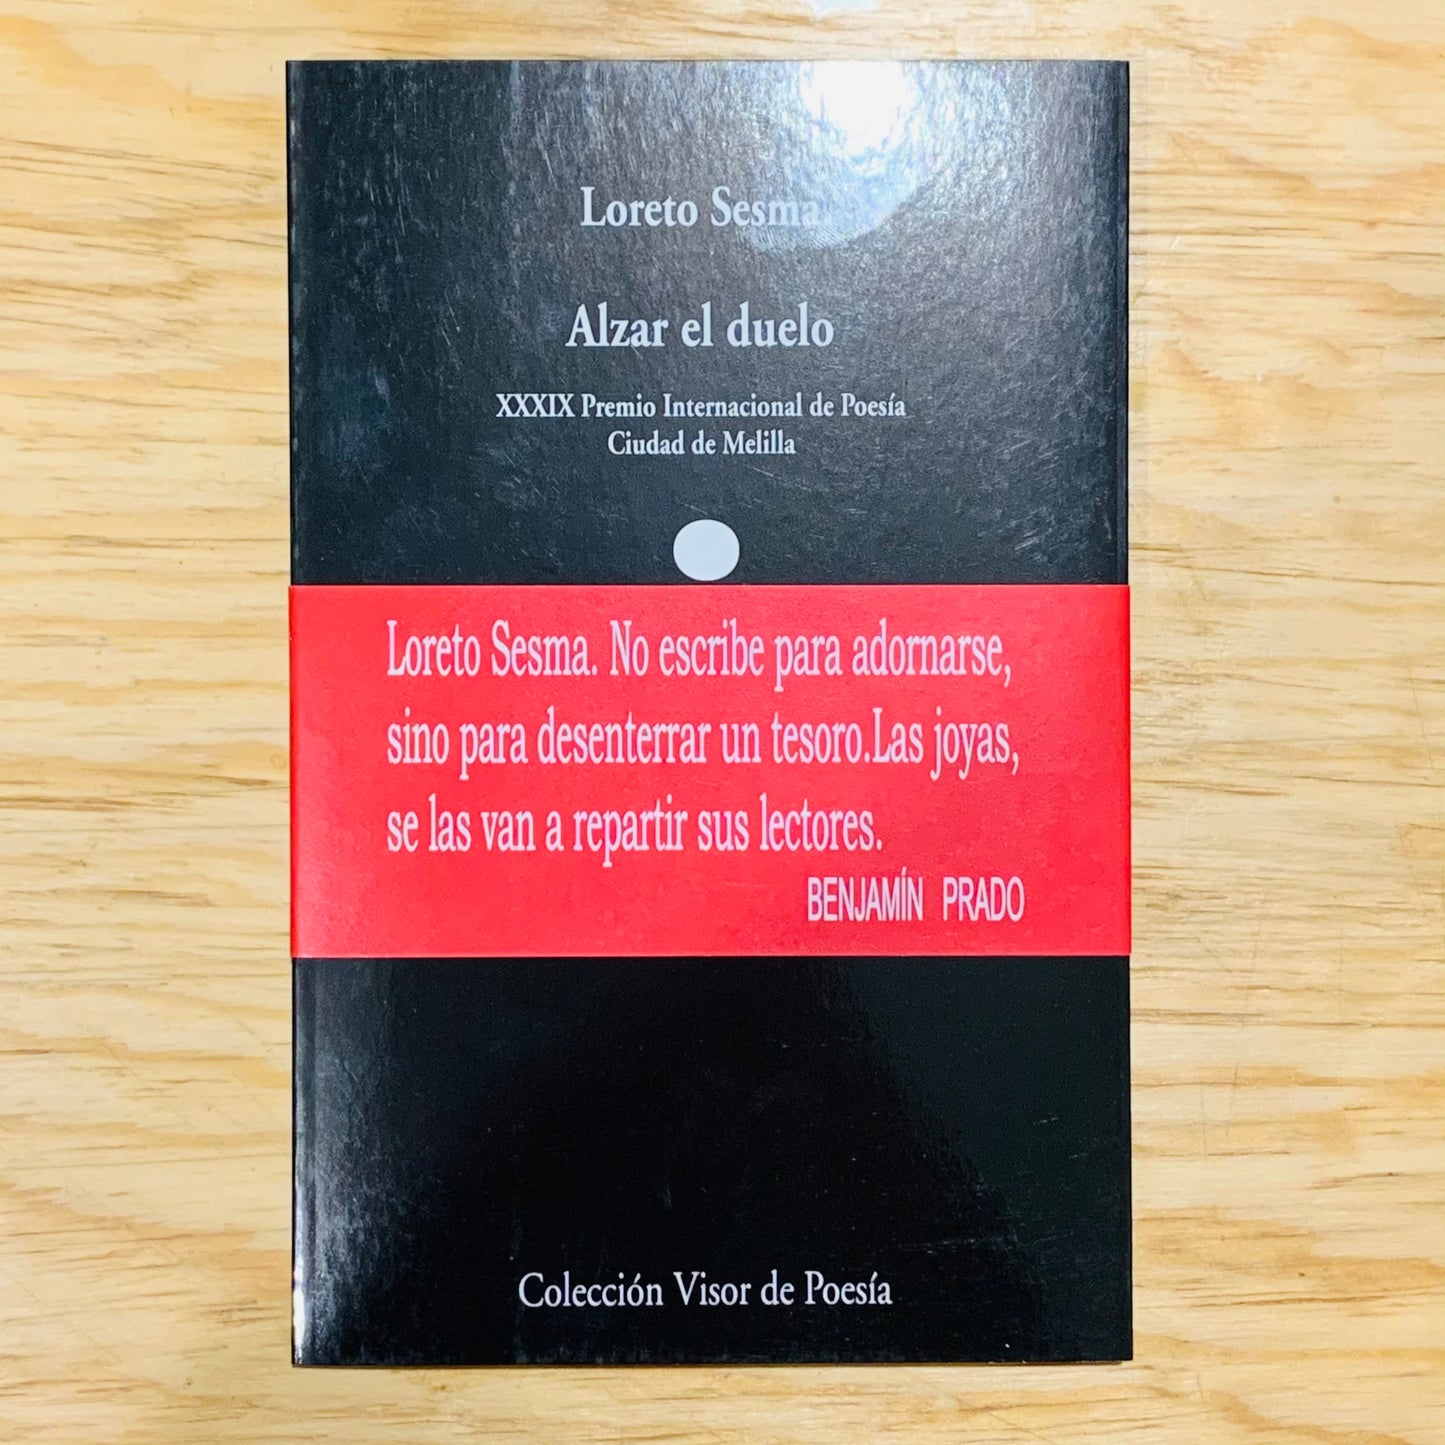 Loreto Sesma
Alzar el duelo
XXXIX Premio Internacional de Poesía
Ciudad de Melilla
Loreto Sesma. No escribe para adornarse,
sino para desenterrar un tesoro.Las joyas,
se las van a repartir sus lectores.
BENJAMÍN PRADO
Colección Visor de Poesía